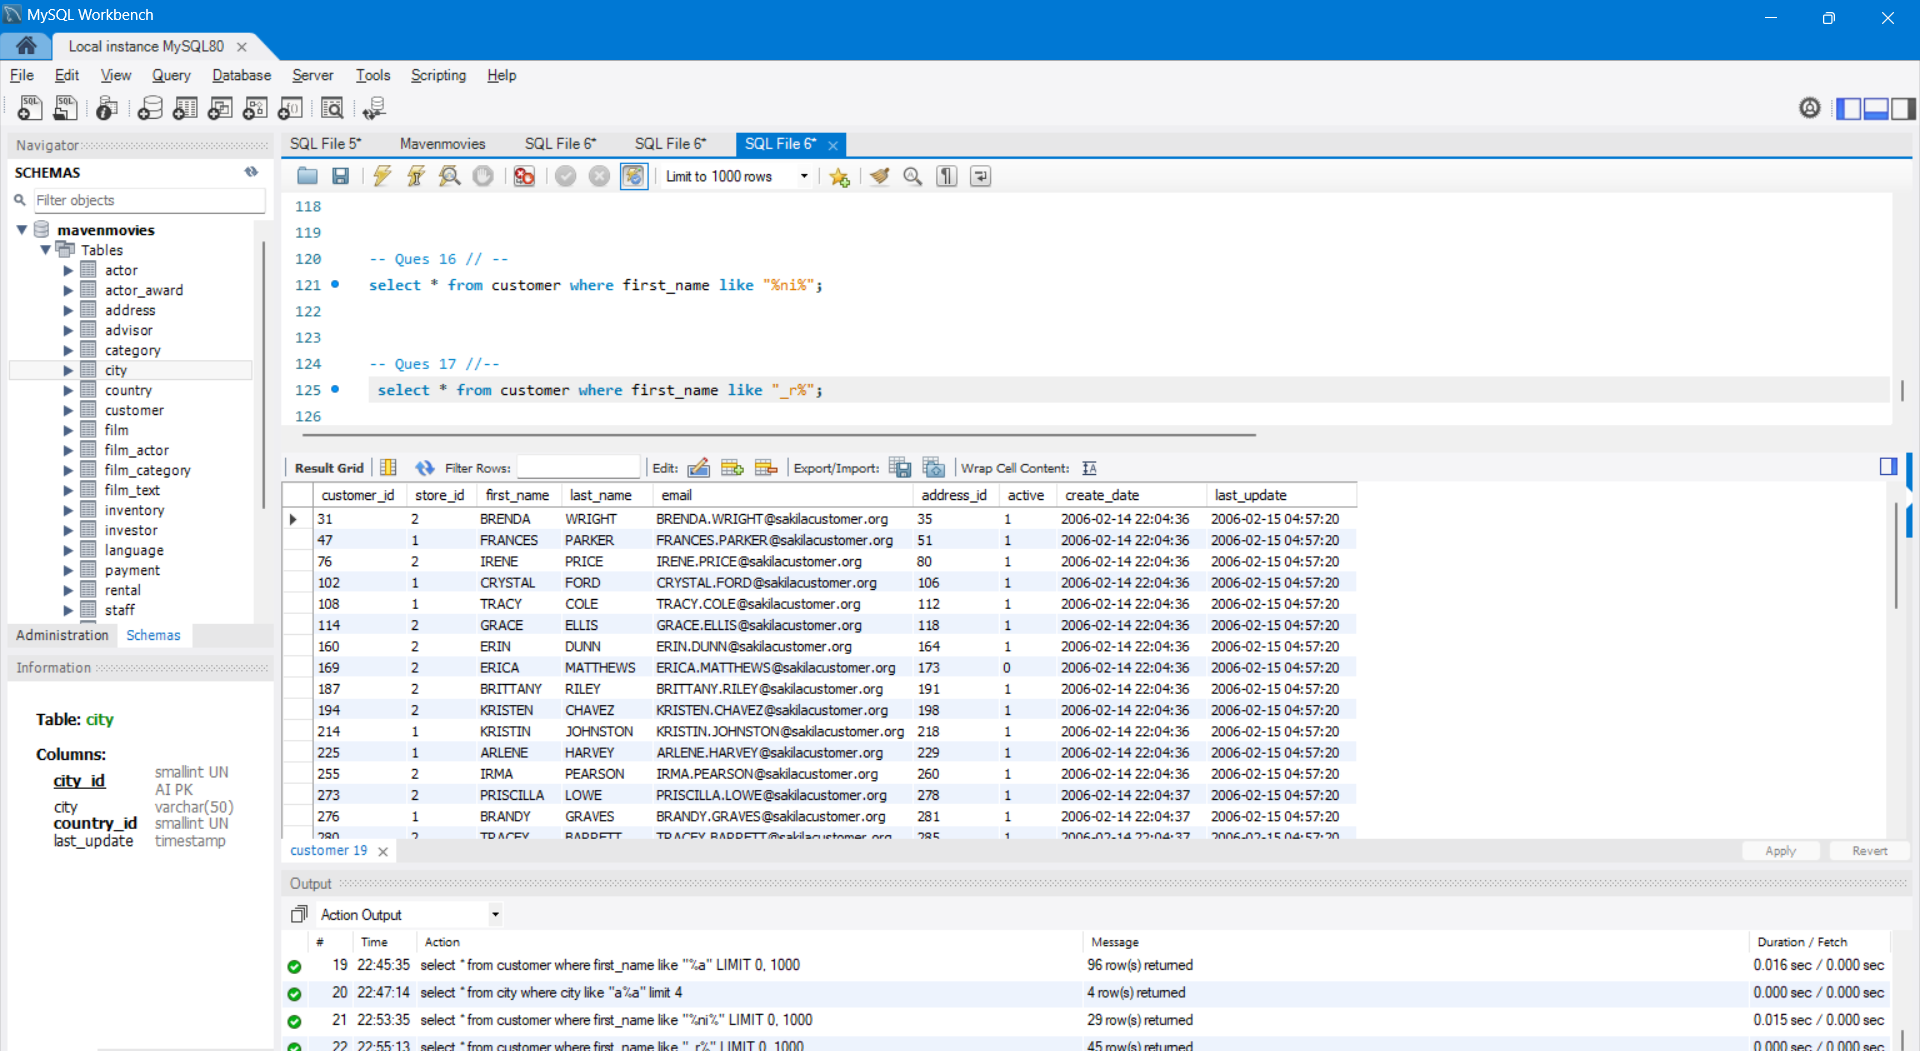 MySQL Workbench
Local instance MySQL80
File Edit View Query Database Server Tools Scripting Help
Navigator
SCHEMAS
Filter objects
mavenmovies
Tables
actor
actor_award
address
advisor
category
city
country
customer
film
film_actor
film_category
film_text
inventory
investor
language
payment
rental
staff
Administration Schemas
Information
Table: city
Columns:
city_id smallint UN AI PK
city varchar(50)
country_id smallint UN
last_update timestamp
SQL File 5* Mavenmovies SQL File 6* SQL File 6* SQL File 6*
Limit to 1000 rows
118
119
120 -- Ques 16 // --
121 select * from customer where first_name like "%ni%";
122
123
124 -- Ques 17 //--
125 select * from customer where first_name like "_r%";
126
Result Grid Filter Rows: Edit: Export/Import: Wrap Cell Content:
customer_id store_id first_name last_name email address_id active create_date last_update
31 2 BRENDA WRIGHT BRENDA.WRIGHT@sakilacustomer.org 35 1 2006-02-14 22:04:36 2006-02-15 04:57:20
47 1 FRANCES PARKER FRANCES.PARKER@sakilacustomer.org 51 1 2006-02-14 22:04:36 2006-02-15 04:57:20
76 2 IRENE PRICE IRENE.PRICE@sakilacustomer.org 80 1 2006-02-14 22:04:36 2006-02-15 04:57:20
102 1 CRYSTAL FORD CRYSTAL.FORD@sakilacustomer.org 106 1 2006-02-14 22:04:36 2006-02-15 04:57:20
108 1 TRACY COLE TRACY.COLE@sakilacustomer.org 112 1 2006-02-14 22:04:36 2006-02-15 04:57:20
114 2 GRACE ELLIS GRACE.ELLIS@sakilacustomer.org 118 1 2006-02-14 22:04:36 2006-02-15 04:57:20
160 2 ERIN DUNN ERIN.DUNN@sakilacustomer.org 164 1 2006-02-14 22:04:36 2006-02-15 04:57:20
169 2 ERICA MATTHEWS ERICA.MATTHEWS@sakilacustomer.org 173 0 2006-02-14 22:04:36 2006-02-15 04:57:20
187 2 BRITTANY RILEY BRITTANY.RILEY@sakilacustomer.org 191 1 2006-02-14 22:04:36 2006-02-15 04:57:20
194 2 KRISTEN CHAVEZ KRISTEN.CHAVEZ@sakilacustomer.org 198 1 2006-02-14 22:04:36 2006-02-15 04:57:20
214 1 KRISTIN JOHNSTON KRISTIN.JOHNSTON@sakilacustomer.org 218 1 2006-02-14 22:04:36 2006-02-15 04:57:20
225 1 ARLENE HARVEY ARLENE.HARVEY@sakilacustomer.org 229 1 2006-02-14 22:04:36 2006-02-15 04:57:20
255 2 IRMA PEARSON IRMA.PEARSON@sakilacustomer.org 260 1 2006-02-14 22:04:36 2006-02-15 04:57:20
273 2 PRISCILLA LOWE PRISCILLA.LOWE@sakilacustomer.org 278 1 2006-02-14 22:04:37 2006-02-15 04:57:20
276 1 BRANDY GRAVES BRANDY.GRAVES@sakilacustomer.org 281 1 2006-02-14 22:04:37 2006-02-15 04:57:20
280 2 TRACEY BARRETT TRACEY.BARRETT@sakilacustomer.org 285 1 2006-02-14 22:04:37 2006-02-15 04:57:20
customer 19 Apply Revert
Output
Action Output
# Time Action Message Duration / Fetch
19 22:45:35 select * from customer where first_name like "%a" LIMIT 0, 1000 96 row(s) returned 0.016 sec / 0.000 sec
20 22:47:14 select * from city where city like "a%a" limit 4 4 row(s) returned 0.000 sec / 0.000 sec
21 22:53:35 select * from customer where first_name like "%ni%" LIMIT 0, 1000 29 row(s) returned 0.015 sec / 0.000 sec
22 22:55:13 select * from customer where first_name like "_r%" LIMIT 0, 1000 45 row(s) returned 0.000 sec / 0.000 sec